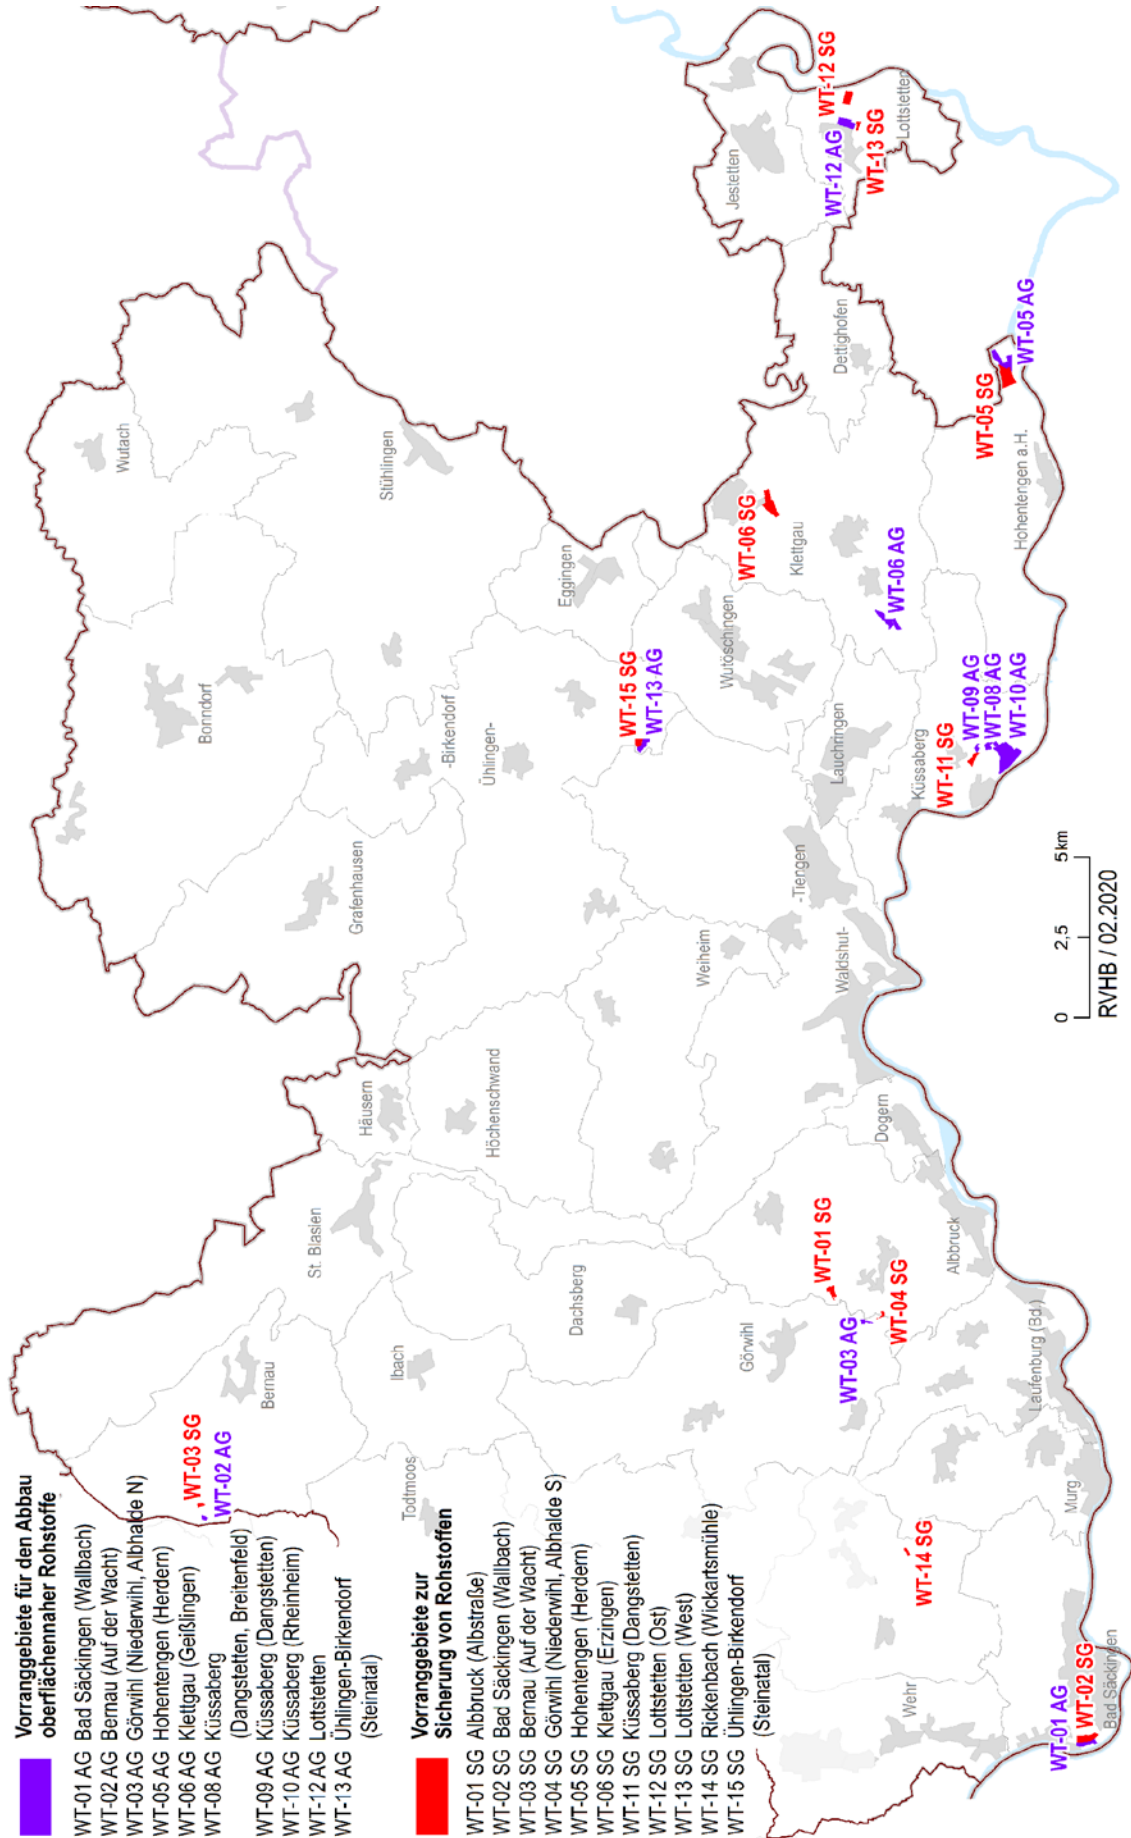 Vorranggebiete für den Abbau
oberflächennaher Rohstoffe
WT-01 AG Bad Säckingen (Wallbach)
WT-02 AG Bernau (Auf der Wacht)
WT-03 AG Görwihl (Niederwihl, Albhalde N)
WT-05 AG Hohentengen (Herdern)
WT-06 AG Klettgau (Geißlingen)
WT-08 AG Küssaberg
(Dangstetten, Breitenfeld)
WT-09 AG Küssaberg (Dangstetten)
WT-10 AG Küssaberg (Rheinheim)
WT-12 AG Lottstetten
WT-13 AG Ühlingen-Birkendorf
(Steinatal)
Vorranggebiete zur
Sicherung von Rohstoffen
WT-01 SG Albbruck (Albstraße)
WT-02 SG Bad Säckingen (Wallbach)
WT-03 SG Bernau (Auf der Wacht)
WT-04 SG Görwihl (Niederwihl, Albhalde S)
WT-05 SG Hohentengen (Herdern)
WT-06 SG Klettgau (Erzingen)
WT-11 SG Küssaberg (Dangstetten)
WT-12 SG Lottstetten (Ost)
WT-13 SG Lottstetten (West)
WT-14 SG Rickenbach (Wickartsmühle)
WT-15 SG Ühlingen-Birkendorf
(Steinatal)
WT-03 SG
WT-02 AG
Bernau
St. Blasien
Häusern
Ibach
Todtmoos
Höchenschwand
Dachsberg
Görwihl
WT-01 SG
WT-03 AG
WT-04 SG
WT-14 SG
Wehr
WT-01 AG
WT-02 SG
Bad Säckingen
Murg
Laufenburg (Bd.)
Albbruck
Dogern
Waldshut-
-Tiengen
Weilheim
Grafenhausen
Bonndorf
Wutach
Stühlingen
-Birkendorf
Ühlingen-
Eggingen
WT-15 SG
WT-13 AG
Wutöschingen
Lauchringen
Küssaberg
WT-11 SG
WT-09 AG
WT-08 AG
WT-10 AG
WT-06 SG
Klettgau
WT-06 AG
Hohentengen a.H.
WT-05 SG
WT-05 AG
Dettighofen
Jestetten
WT-12 SG
WT-12 AG
WT-13 SG
Lottstetten
0
2,5
5 km
RVHB / 02.2020